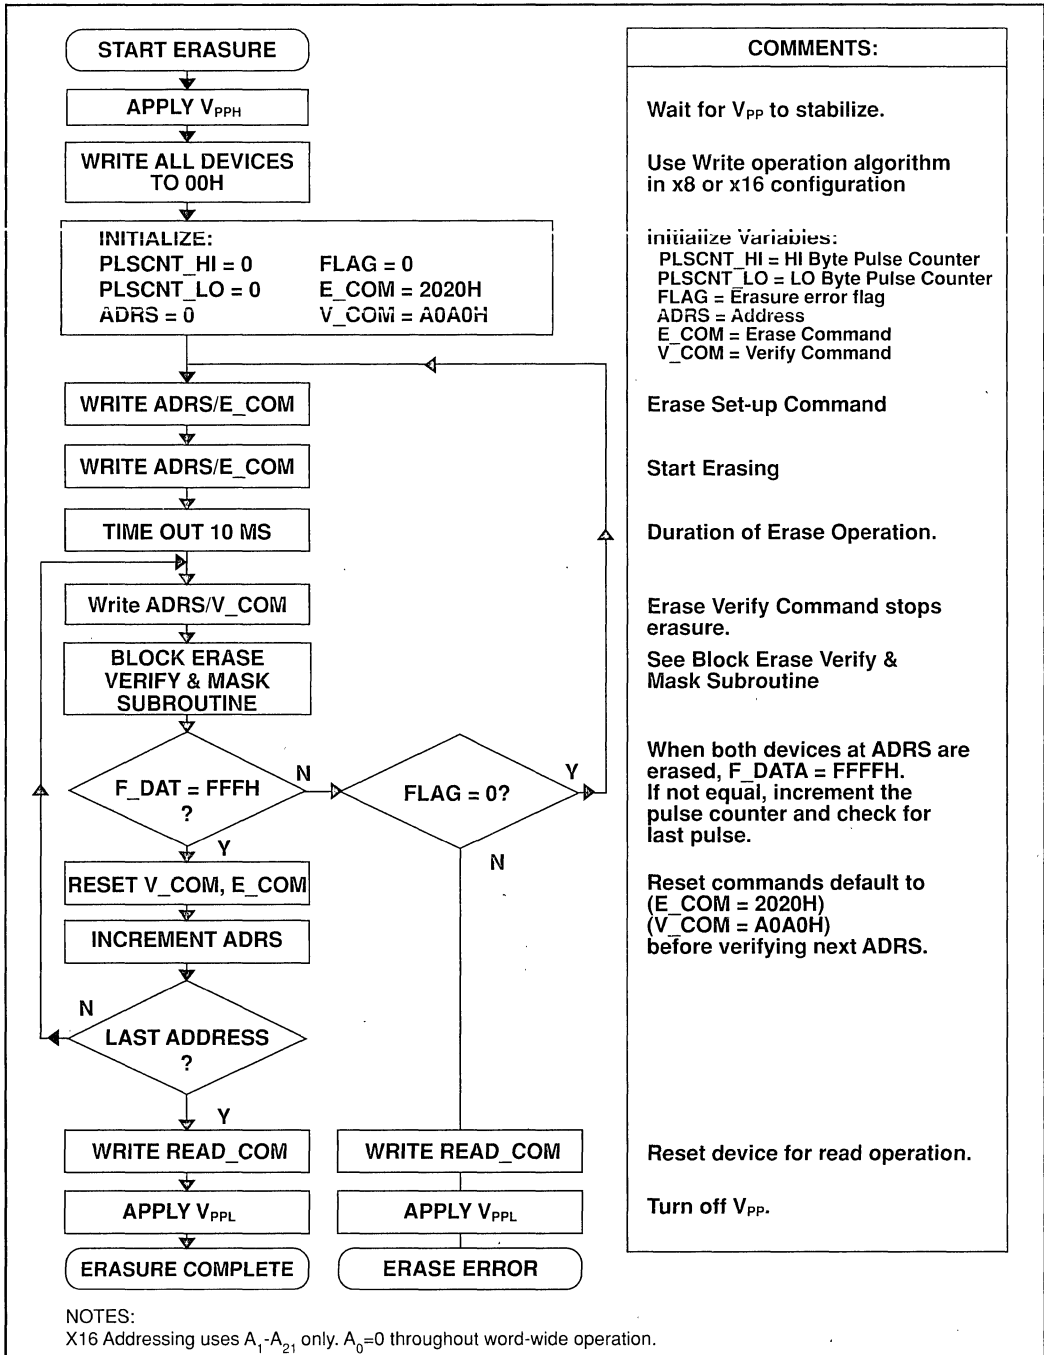 START ERASURE
APPLY VPPH
WRITE ALL DEVICES
TO 00H
INITIALIZE:
PLSCNT_HI = 0 FLAG = 0
PLSCNT_LO = 0 E_COM = 2020H
ADRS = 0 V_COM = A0A0H
WRITE ADRS/E_COM
WRITE ADRS/E_COM
TIME OUT 10 MS
Write ADRS/V_COM
BLOCK ERASE
VERIFY & MASK
SUBROUTINE
F_DAT = FFFH
?
N
FLAG = 0?
Y
Y
N
RESET V_COM, E_COM
INCREMENT ADRS
N
LAST ADDRESS
?
Y
WRITE READ_COM
APPLY VPPL
ERASURE COMPLETE
WRITE READ_COM
APPLY VPPL
ERASE ERROR
COMMENTS:
Wait for VPP to stabilize.
Use Write operation algorithm
in x8 or x16 configuration
Initialize Variables:
PLSCNT_HI = HI Byte Pulse Counter
PLSCNT_LO = LO Byte Pulse Counter
FLAG = Erasure error flag
ADRS = Address
E_COM = Erase Command
V_COM = Verify Command
Erase Set-up Command
Start Erasing
Duration of Erase Operation.
Erase Verify Command stops
erasure.
See Block Erase Verify &
Mask Subroutine
When both devices at ADRS are
erased, F_DATA = FFFFH.
If not equal, increment the
pulse counter and check for
last pulse.
Reset commands default to
(E_COM = 2020H)
(V_COM = A0A0H)
before verifying next ADRS.
Reset device for read operation.
Turn off VPP.
NOTES:
X16 Addressing uses A1-A21 only. A0=0 throughout word-wide operation.